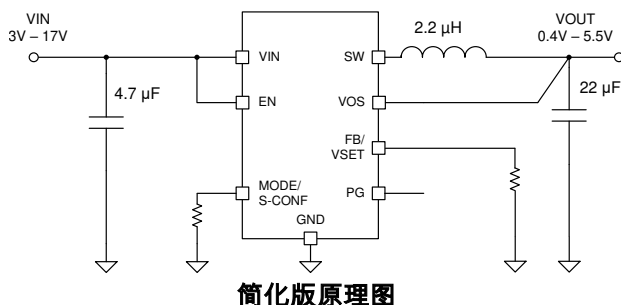 VIN
3V – 17V
4.7 µF
VIN
EN
MODE/
S-CONF
GND
SW
VOS
FB/
VSET
PG
2.2 µH
VOUT
0.4V – 5.5V
22 µF
简化版原理图